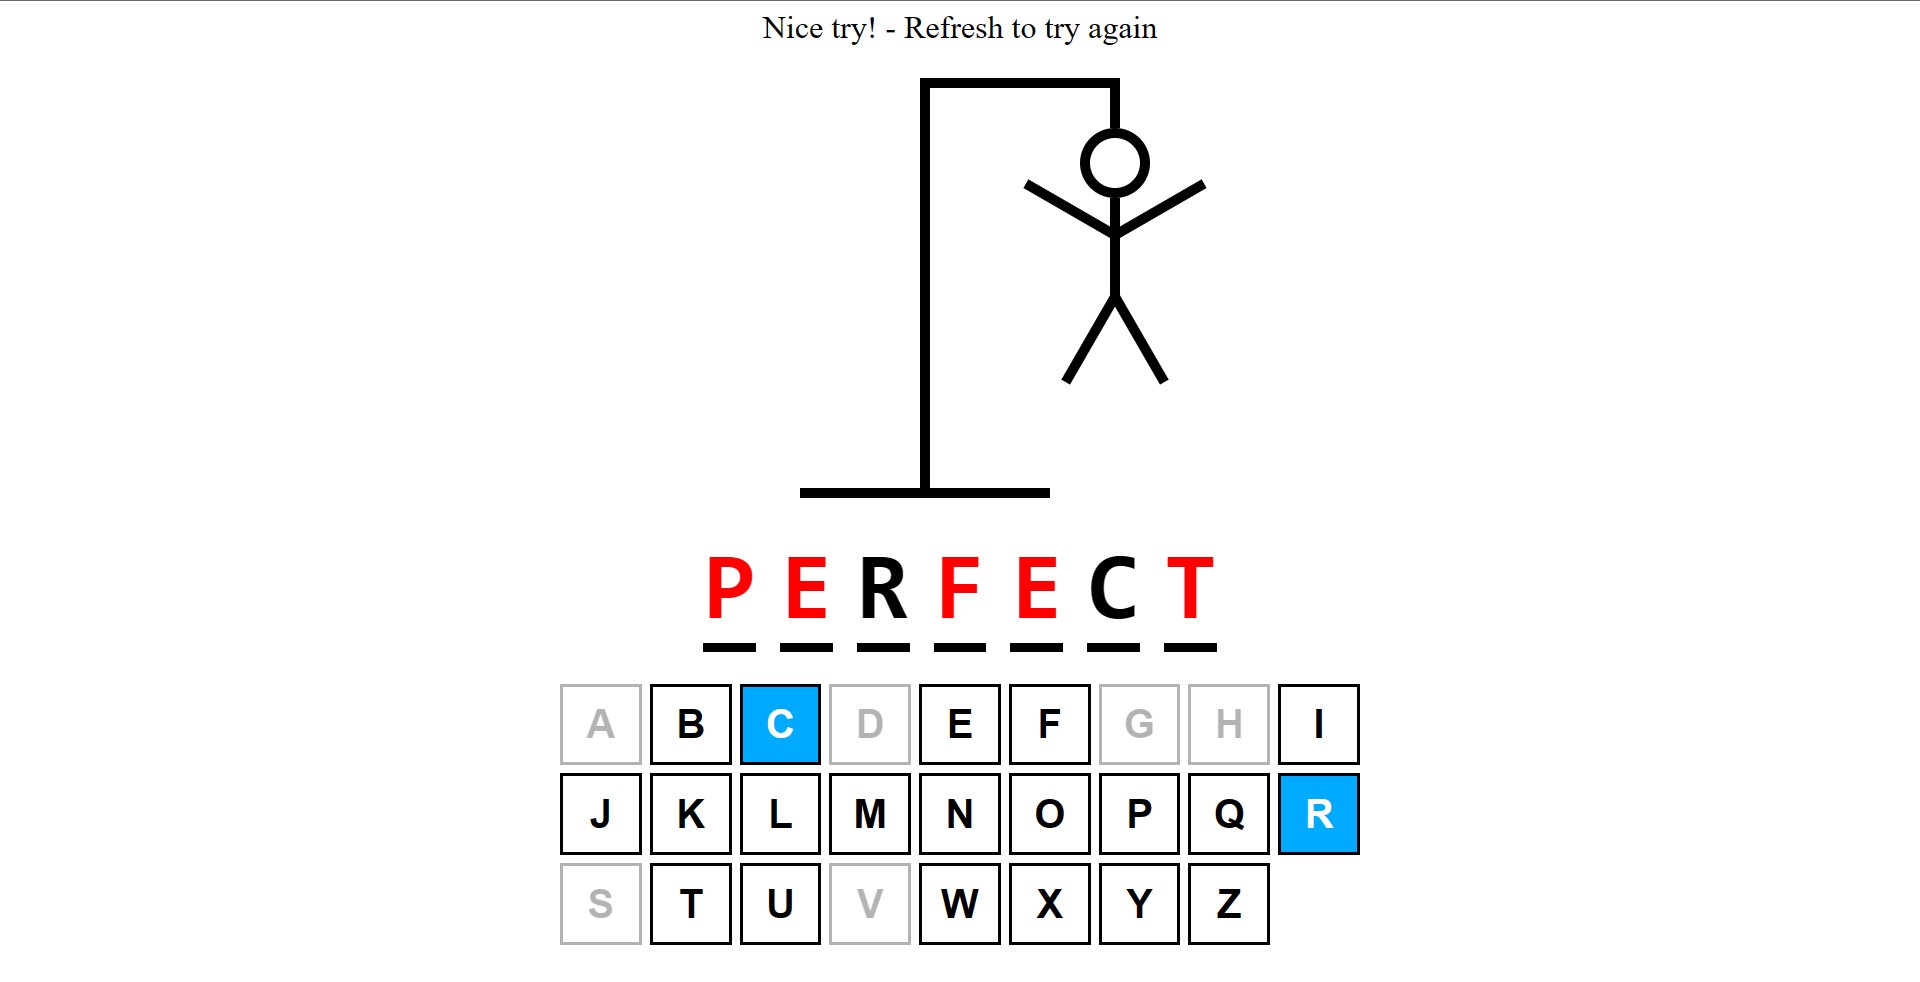 Nice try! - Refresh to try again
P E R F E C T
A B C D E F G H I
J K L M N O P Q R
S T U V W X Y Z